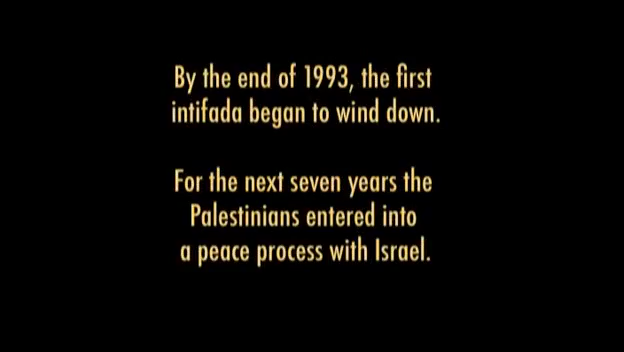 By the end of 1993, the first
intifada began to wind down.
For the next seven years the
Palestinians entered into
a peace process with Israel.